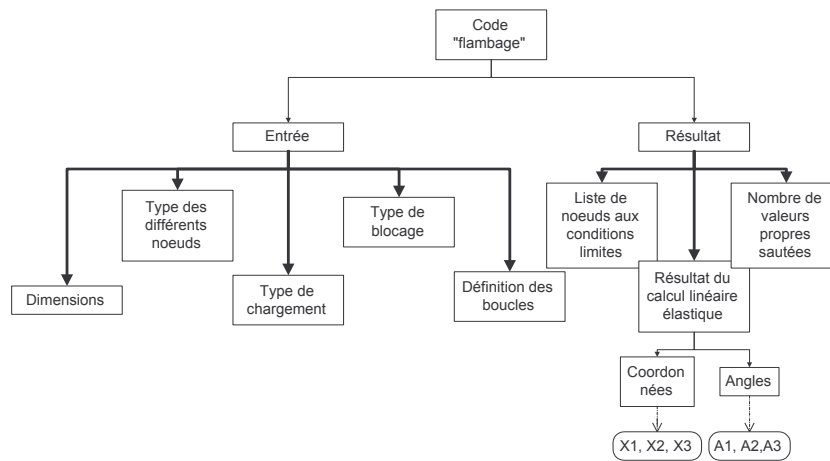 Code
"flambage"
Entrée
Résultat
Type des
différents
noeuds
Type de
blocage
Liste de
noeuds aux
conditions
limites
Nombre de
valeurs
propres
sautées
Dimensions
Type de
chargement
Définition des
boucles
Résultat du
calcul linéaire
élastique
Coordon
nées
Angles
X1, X2, X3
A1, A2,A3